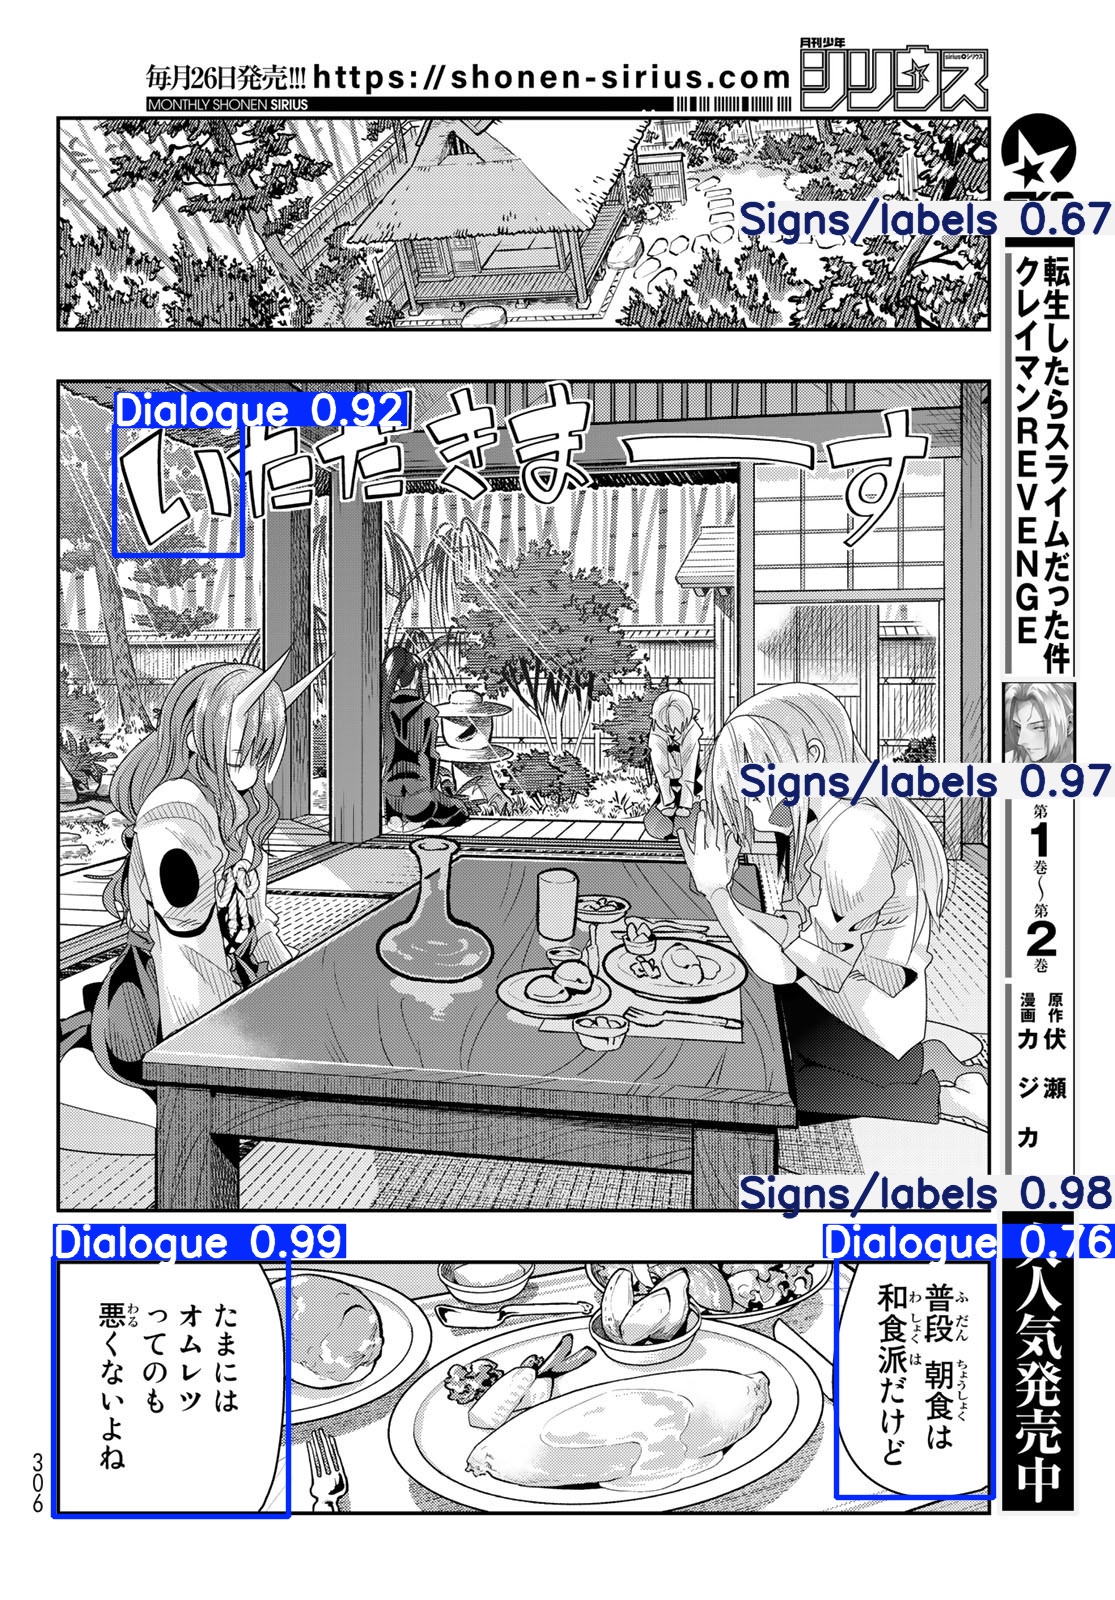 月刊少年
シリウス
sirius●シリウス
毎月26日発売!!! https://shonen-sirius.com
MONTHLY SHONEN SIRIUS
Signs/labels 0.67
転生したらスライムだった件
クレイマンREVENGE
Signs/labels 0.97
第1巻～第2巻
原作 伏瀬
漫画 カジカ
Signs/labels 0.98
大人気発売中
Dialogue 0.92
いただきまーす
Dialogue 0.76
普段 朝食は
和食派だけど
Dialogue 0.99
たまには
オムレツ
ってのも
悪くないよね
306